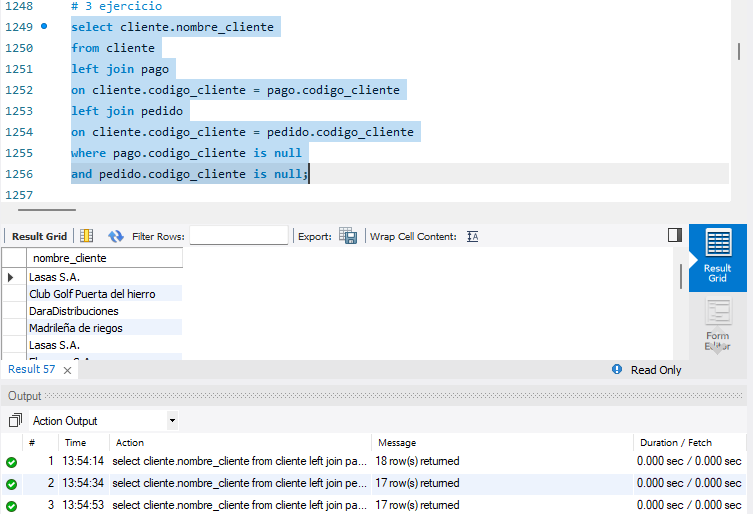 1248 # 3 ejercicio
1249 select cliente.nombre_cliente
1250 from cliente
1251 left join pago
1252 on cliente.codigo_cliente = pago.codigo_cliente
1253 left join pedido
1254 on cliente.codigo_cliente = pedido.codigo_cliente
1255 where pago.codigo_cliente is null
1256 and pedido.codigo_cliente is null;
1257
Result Grid Filter Rows: Export: Wrap Cell Content:
nombre_cliente
Lasas S.A.
Club Golf Puerta del hierro
DaraDistribuciones
Madrileña de riegos
Lasas S.A.
Result Grid
Form Editor
Result 57 Read Only
Output
Action Output
# Time Action Message Duration / Fetch
1 13:54:14 select cliente.nombre_cliente from cliente left join pa... 18 row(s) returned 0.000 sec / 0.000 sec
2 13:54:34 select cliente.nombre_cliente from cliente left join pe... 17 row(s) returned 0.000 sec / 0.000 sec
3 13:54:53 select cliente.nombre_cliente from cliente left join pa... 17 row(s) returned 0.000 sec / 0.000 sec